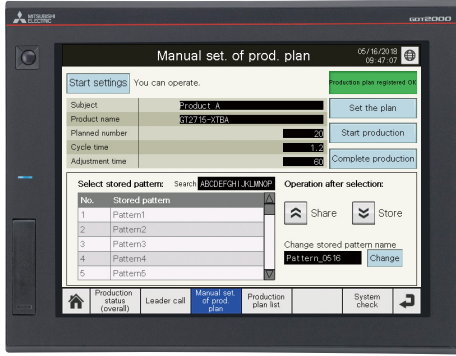 MITSUBISHI
ELECTRIC
GOT2000
Manual set. of prod. plan
05/16/2018
09:47:07
Start settings
You can operate.
Production plan registered OK
Subject
Product A
Set the plan
Product name
GT2715-XTBA
Planned number
20
Start production
Cycle time
1.2
Adjustment time
60
Complete production
Select stored pattern:
Search
ABCDEFGHIJKLMNOP
Operation after selection:
No.
Stored pattern
1
Pattern1
Share
Store
2
Pattern2
3
Pattern3
Change stored pattern name
4
Pattern4
Pattern_0516
Change
5
Pattern5
Production
status
(overall)
Leader call
Manual set.
of prod.
plan
Production
plan list
System
check